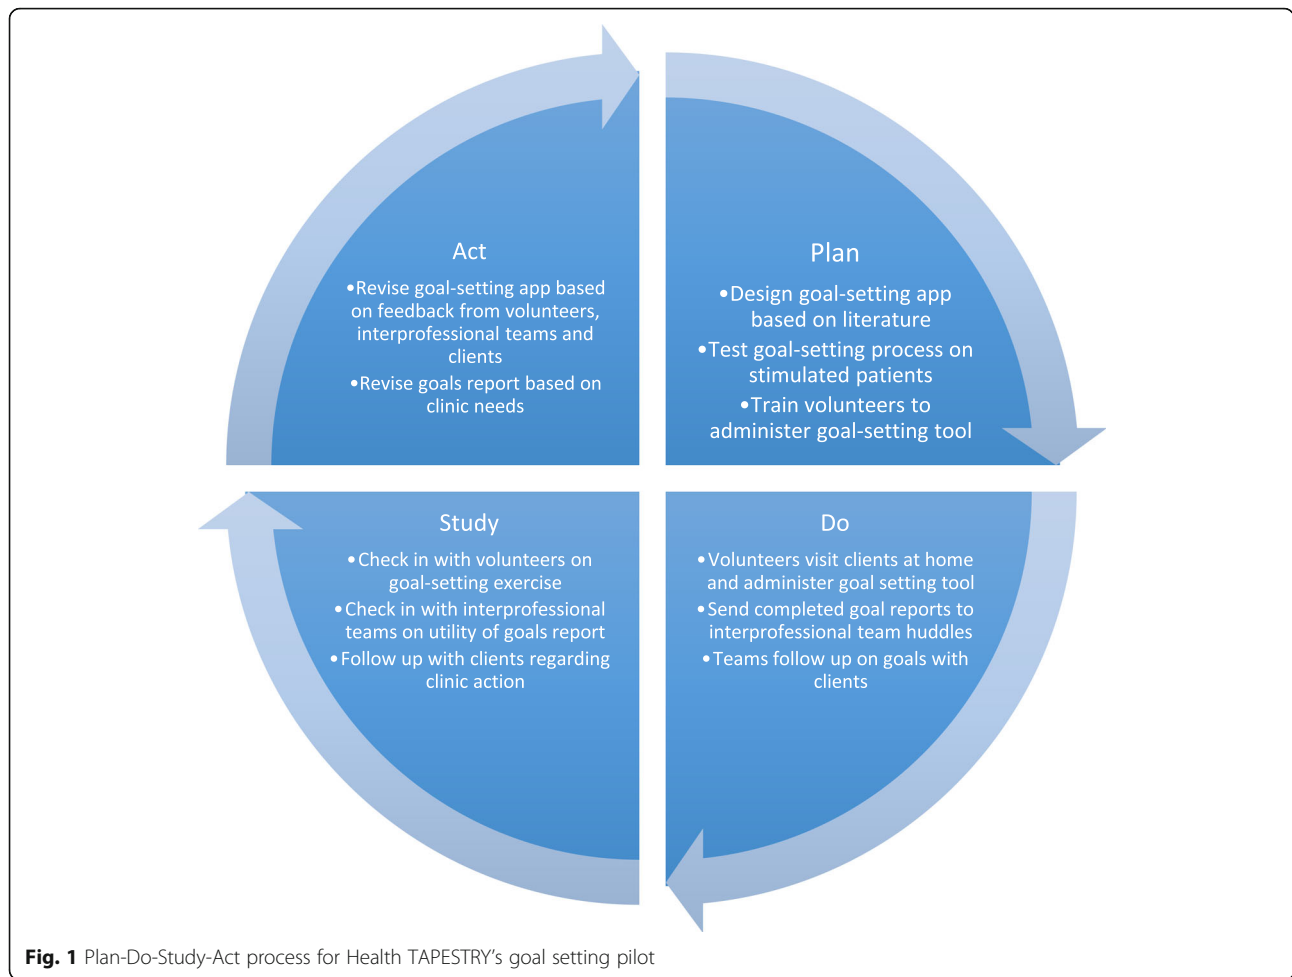 Act
•Revise goal-setting app based
on feedback from volunteers,
interprofessional teams and
clients
•Revise goals report based on
clinic needs
Plan
•Design goal-setting app
based on literature
•Test goal-setting process on
stimulated patients
•Train volunteers to
administer goal-setting tool
Study
•Check in with volunteers on
goal-setting exercise
•Check in with interprofessional
teams on utility of goals report
•Follow up with clients regarding
clinic action
Do
•Volunteers visit clients at home
and administer goal setting tool
•Send completed goal reports to
interprofessional team huddles
•Teams follow up on goals with
clients
Fig. 1 Plan-Do-Study-Act process for Health TAPESTRY’s goal setting pilot